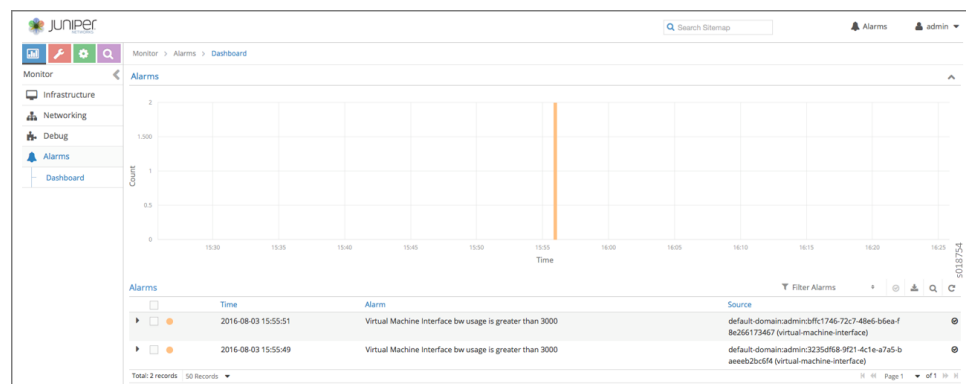 JUNIPER
NETWORKS
Search Sitemap
Alarms
admin
Monitor > Alarms > Dashboard
Monitor
Infrastructure
Networking
Debug
Alarms
Dashboard
Alarms
2
1.500
1
0.5
0
Count
15:30 15:35 15:40 15:45 15:50 15:55 16:00 16:05 16:10 16:15 16:20 16:25
Time
s018754
Alarms
Filter Alarms
Time Alarm Source
2016-08-03 15:55:51 Virtual Machine Interface bw usage is greater than 3000 default-domain:admin:bffc1746-72c7-48e6-b6ea-f
8e266173467 (virtual-machine-interface)
2016-08-03 15:55:49 Virtual Machine Interface bw usage is greater than 3000 default-domain:admin:3235df68-9f21-4c1e-a7a5-b
aeeeb2bc6f4 (virtual-machine-interface)
Total: 2 records 50 Records Page 1 of 1